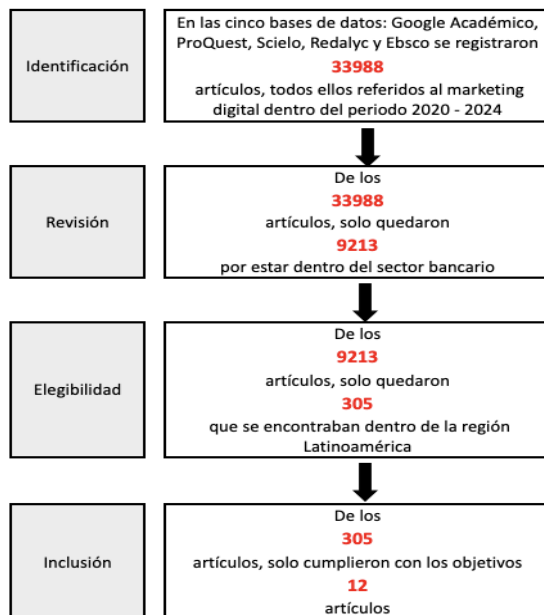 Identificación
En las cinco bases de datos: Google Académico,
ProQuest, Scielo, Redalyc y Ebsco se registraron
33988
artículos, todos ellos referidos al marketing
digital dentro del periodo 2020 - 2024
Revisión
De los
33988
artículos, solo quedaron
9213
por estar dentro del sector bancario
Elegibilidad
De los
9213
artículos, solo quedaron
305
que se encontraban dentro de la región
Latinoamérica
Inclusión
De los
305
artículos, solo cumplieron con los objetivos
12
artículos